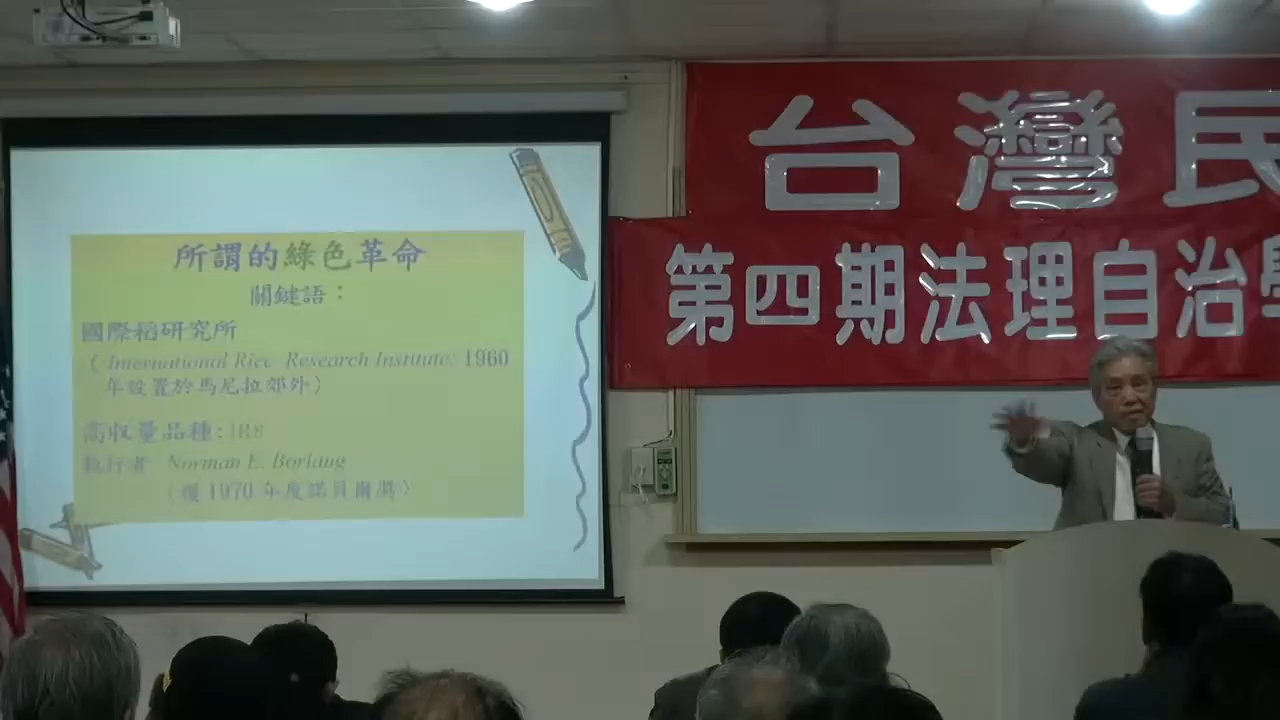 所謂的綠色革命
關鍵語：
國際稻研究所
（International Rice Research Institute, 1960
年設置於馬尼拉郊外）
高收量品種：IR8
執行者 Norman E. Borlaug
（獲1970年度諾貝爾獎）
台灣民
第四期法理自治學